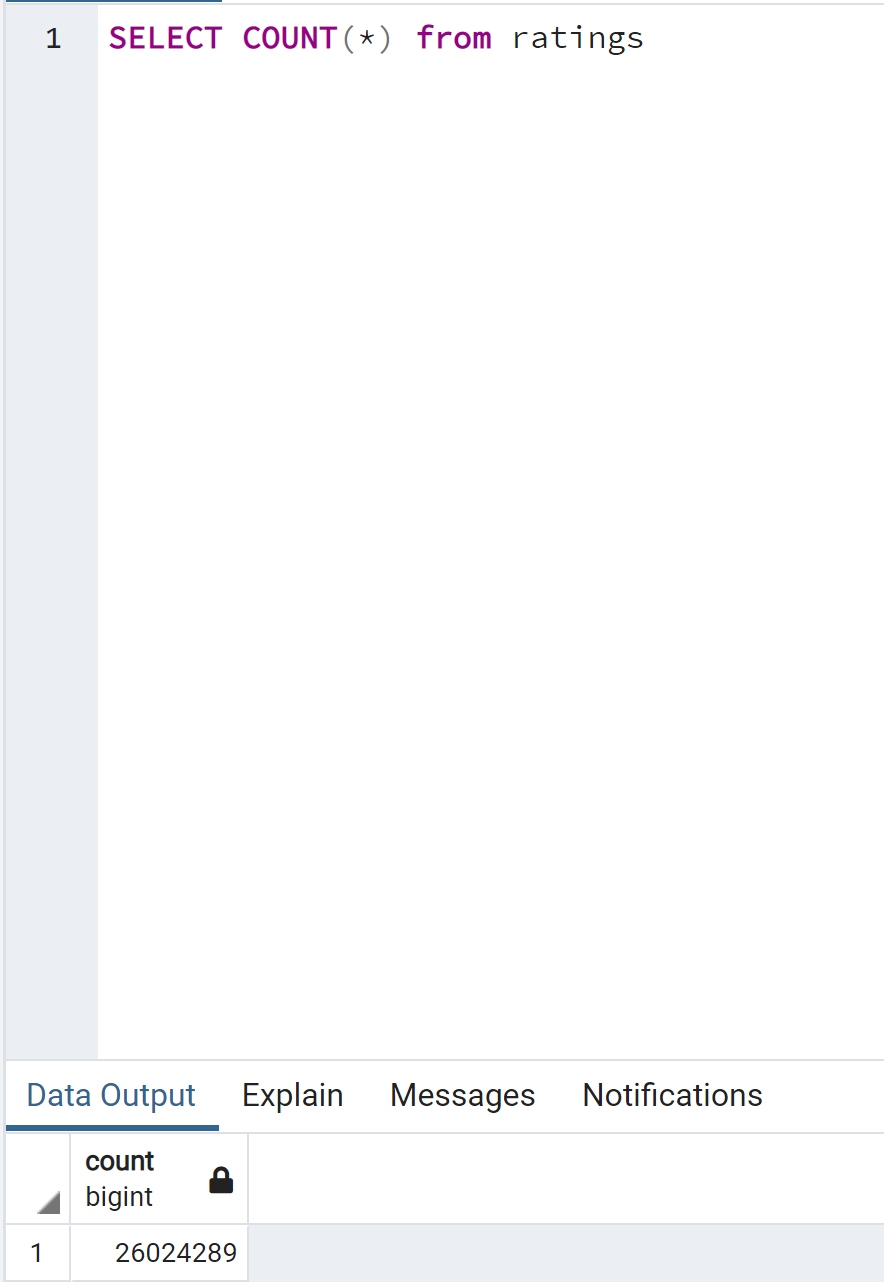 1 SELECT COUNT(*) from ratings
Data Output Explain Messages Notifications
count
bigint
1 26024289